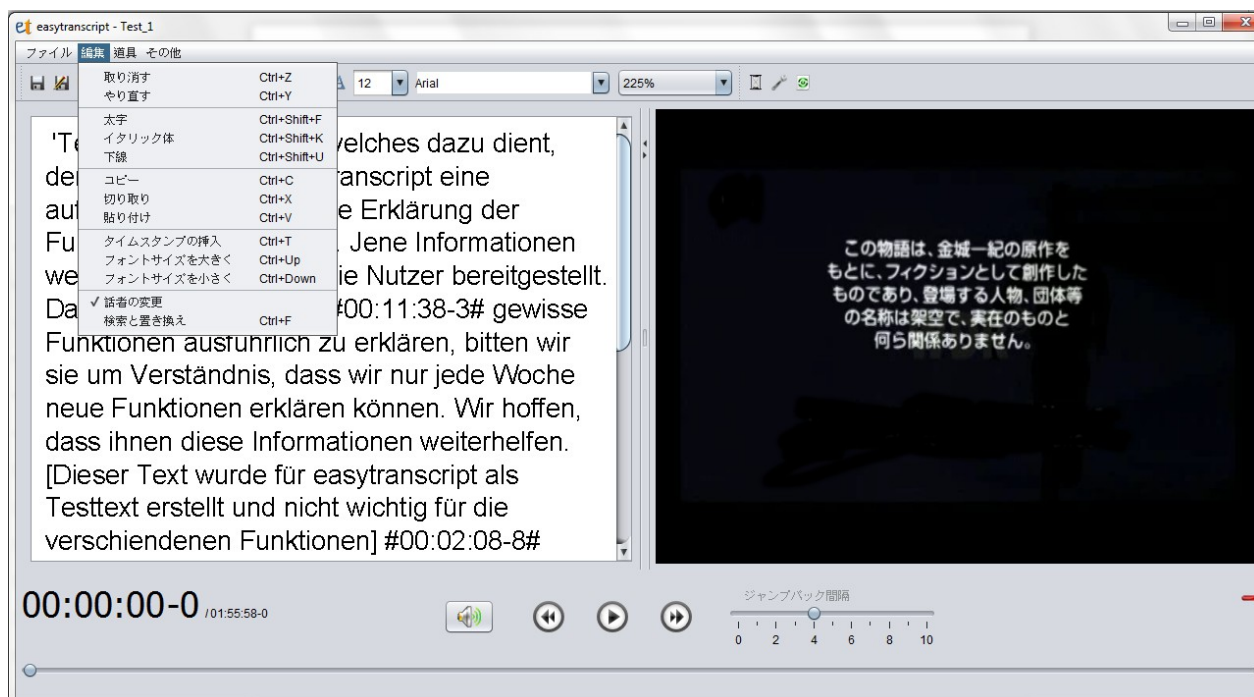 easytranscript - Test_1
ファイル 編集 道具 その他
12 Arial 225%
取り消す Ctrl+Z
やり直す Ctrl+Y
太字 Ctrl+Shift+F
イタリック体 Ctrl+Shift+K
下線 Ctrl+Shift+U
コピー Ctrl+C
切り取り Ctrl+X
貼り付け Ctrl+V
タイムスタンプの挿入 Ctrl+T
フォントサイズを大きく Ctrl+Up
フォントサイズを小さく Ctrl+Down
✓ 話者の変更
検索と置き換え Ctrl+F
dazu dient,
eine
Erklärung der
Jene Informationen
Nutzer bereitgestellt.
#00:11:38-3# gewisse
Funktionen ausführlich zu erklären, bitten wir
sie um Verständnis, dass wir nur jede Woche
neue Funktionen erklären können. Wir hoffen,
dass ihnen diese Informationen weiterhelfen.
[Dieser Text wurde für easytranscript als
Testtext erstellt und nicht wichtig für die
verschiendenen Funktionen] #00:02:08-8#
この物語は、金城一紀の原作を
もとに、フィクションとして創作した
ものであり、登場する人物、団体等
の名称は架空で、実在のものと
何ら関係ありません。
00:00:00-0 / 01:55:58-0
ジャンプバック間隔
0 2 4 6 8 10